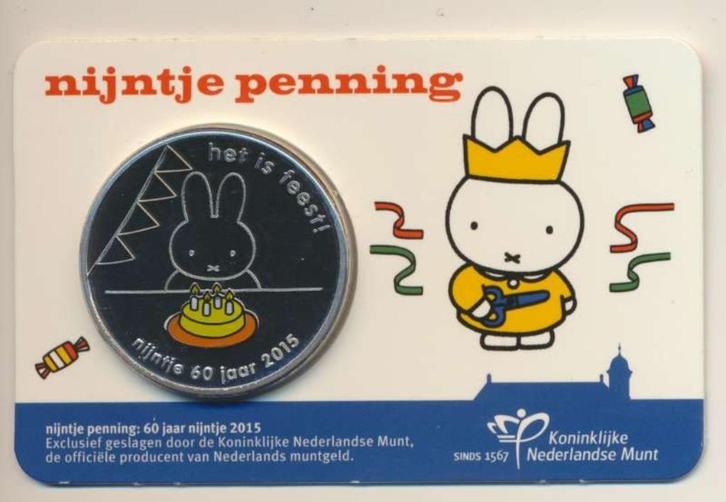 nijntje penning
het is feest!
nijntje 60 jaar 2015
nijntje penning: 60 jaar nijntje 2015
Exclusief geslagen door de Koninklijke Nederlandse Munt,
de officiële producent van Nederlands muntgeld.
SINDS 1567
Koninklijke
Nederlandse Munt